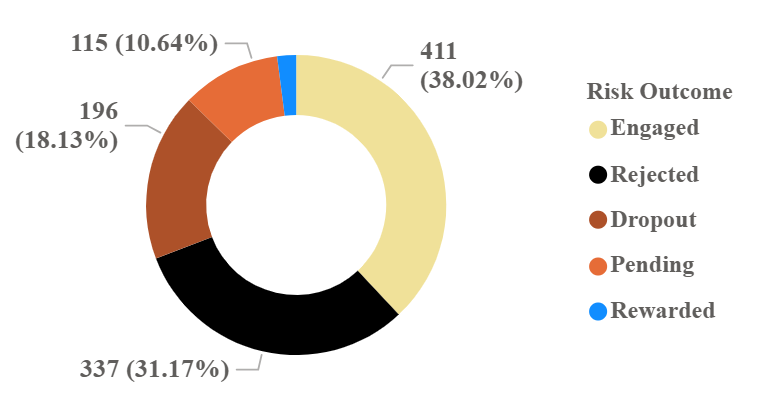 115 (10.64%)
411
(38.02%)
196
(18.13%)
337 (31.17%)
Risk Outcome
Engaged
Rejected
Dropout
Pending
Rewarded